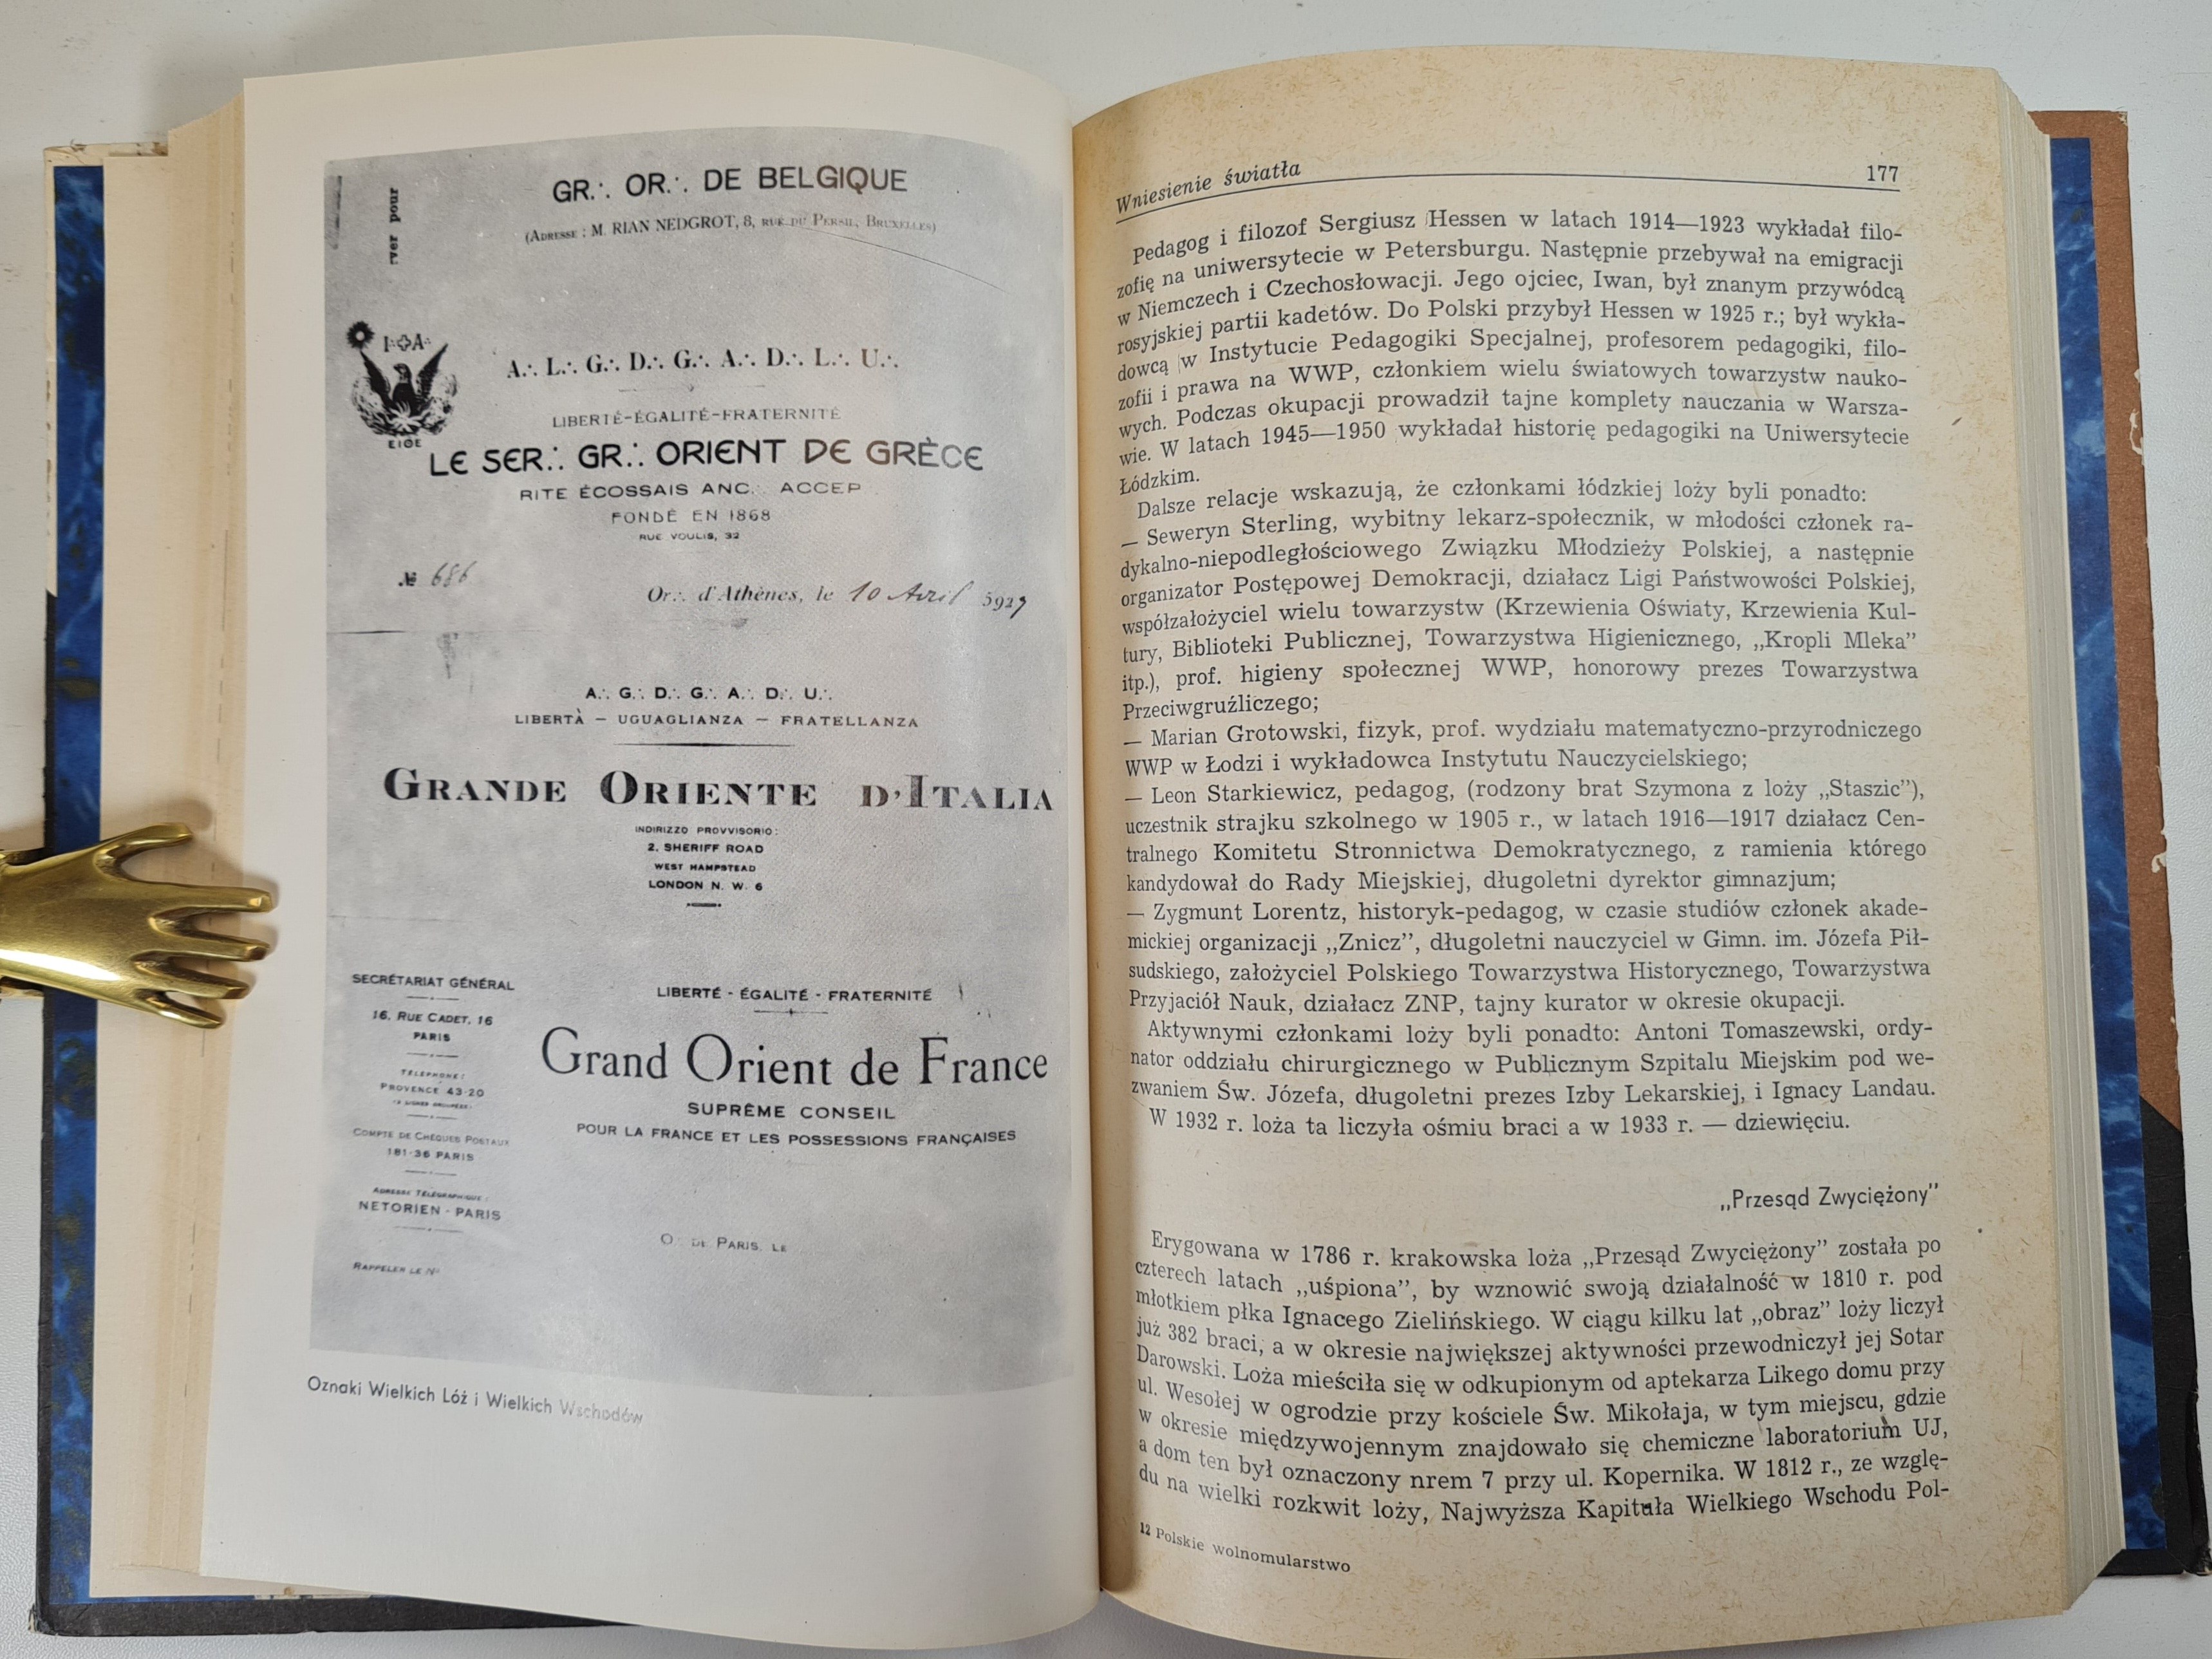 ver pour
GR∴ OR∴ DE BELGIQUE
(ADRESSE : M. RIAN NEDGROT, 8, RUE DU PERSIL, BRUXELLES)
I A
A∴ L∴ G∴ D∴ G∴ A∴ D∴ L∴ U∴
LIBERTÉ-ÉGALITÉ-FRATERNITÉ
ΕΙΘΕ
LE SER∴ GR∴ ORIENT DE GRÈCE
RITE ÉCOSSAIS ANC∴ ACCEP
FONDÉ EN 1868
RUE VOULIS, 32
№ 686
Or∴ d'Athènes, le 10 Avril 5927
A∴ G∴ D∴ G∴ A∴ D∴ U∴
LIBERTÀ — UGUAGLIANZA — FRATELLANZA
GRANDE ORIENTE D'ITALIA
INDIRIZZO PROVVISORIO:
2, SHERIFF ROAD
WEST HAMPSTEAD
LONDON N. W. 6
SECRÉTARIAT GÉNÉRAL
16, RUE CADET, 16
PARIS
TÉLÉPHONE:
PROVENCE 43-20
COMPTE DE CHÈQUES POSTAUX
181-36 PARIS
ADRESSE TÉLÉGRAPHIQUE:
NETORIEN - PARIS
RAPPELER LE Nº
LIBERTÉ - ÉGALITÉ - FRATERNITÉ
Grand Orient de France
SUPRÊME CONSEIL
POUR LA FRANCE ET LES POSSESSIONS FRANÇAISES
O∴ DE PARIS, LE
Oznaki Wielkich Lóż i Wielkich Wschodów
Wniesienie światła 177
Pedagog i filozof Sergiusz Hessen w latach 1914—1923 wykładał filo-
zofię na uniwersytecie w Petersburgu. Następnie przebywał na emigracji
w Niemczech i Czechosłowacji. Jego ojciec, Iwan, był znanym przywódcą
rosyjskiej partii kadetów. Do Polski przybył Hessen w 1925 r.; był wykła-
dowcą w Instytucie Pedagogiki Specjalnej, profesorem pedagogiki, filo-
zofii i prawa na WWP, członkiem wielu światowych towarzystw nauko-
wych. Podczas okupacji prowadził tajne komplety nauczania w Warsza-
wie. W latach 1945—1950 wykładał historię pedagogiki na Uniwersytecie
Łódzkim.
Dalsze relacje wskazują, że członkami łódzkiej loży byli ponadto:
— Seweryn Sterling, wybitny lekarz-społecznik, w młodości członek ra-
dykalno-niepodległościowego Związku Młodzieży Polskiej, a następnie
organizator Postępowej Demokracji, działacz Ligi Państwowości Polskiej,
współzałożyciel wielu towarzystw (Krzewienia Oświaty, Krzewienia Kul-
tury, Biblioteki Publicznej, Towarzystwa Higienicznego, „Kropli Mleka”
itp.), prof. higieny społecznej WWP, honorowy prezes Towarzystwa
Przeciwgruźliczego;
— Marian Grotowski, fizyk, prof. wydziału matematyczno-przyrodniczego
WWP w Łodzi i wykładowca Instytutu Nauczycielskiego;
— Leon Starkiewicz, pedagog, (rodzony brat Szymona z loży „Staszic”),
uczestnik strajku szkolnego w 1905 r., w latach 1916—1917 działacz Cen-
tralnego Komitetu Stronnictwa Demokratycznego, z ramienia którego
kandydował do Rady Miejskiej, długoletni dyrektor gimnazjum;
— Zygmunt Lorentz, historyk-pedagog, w czasie studiów członek akade-
mickiej organizacji „Znicz”, długoletni nauczyciel w Gimn. im. Józefa Pił-
sudskiego, założyciel Polskiego Towarzystwa Historycznego, Towarzystwa
Przyjaciół Nauk, działacz ZNP, tajny kurator w okresie okupacji.
Aktywnymi członkami loży byli ponadto: Antoni Tomaszewski, ordy-
nator oddziału chirurgicznego w Publicznym Szpitalu Miejskim pod we-
zwaniem Św. Józefa, długoletni prezes Izby Lekarskiej, i Ignacy Landau.
W 1932 r. loża ta liczyła ośmiu braci a w 1933 r. — dziewięciu.
„Przesąd Zwyciężony”
Erygowana w 1786 r. krakowska loża „Przesąd Zwyciężony” została po
czterech latach „uśpiona”, by wznowić swoją działalność w 1810 r. pod
młotkiem płka Ignacego Zielińskiego. W ciągu kilku lat „obraz” loży liczył
już 382 braci, a w okresie największej aktywności przewodniczył jej Sotar
Darowski. Loża mieściła się w odkupionym od aptekarza Likego domu przy
ul. Wesołej w ogrodzie przy kościele Św. Mikołaja, w tym miejscu, gdzie
w okresie międzywojennym znajdowało się chemiczne laboratorium UJ,
a dom ten był oznaczony nrem 7 przy ul. Kopernika. W 1812 r., ze wzglę-
du na wielki rozkwit loży, Najwyższa Kapituła Wielkiego Wschodu Pol-
12 Polskie wolnomularstwo